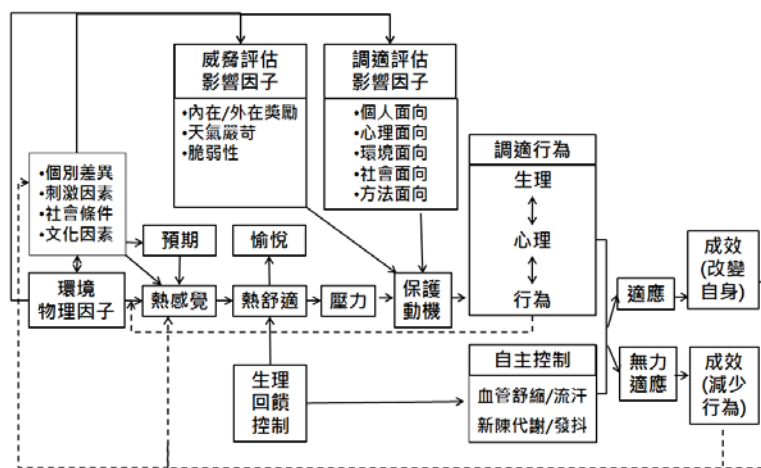 威脅評估
影響因子
•內在/外在獎勵
•天氣嚴苛
•脆弱性
調適評估
影響因子
•個人面向
•心理面向
•環境面向
•社會面向
•方法面向
調適行為
生理
心理
行為
•個別差異
•刺激因素
•社會條件
•文化因素
預期
愉悅
環境
物理因子
熱感覺
熱舒適
壓力
保護
動機
適應
成效
(改變
自身)
生理
回饋
控制
自主控制
血管舒縮/流汗
新陳代謝/發抖
無力
適應
成效
(減少
行為)